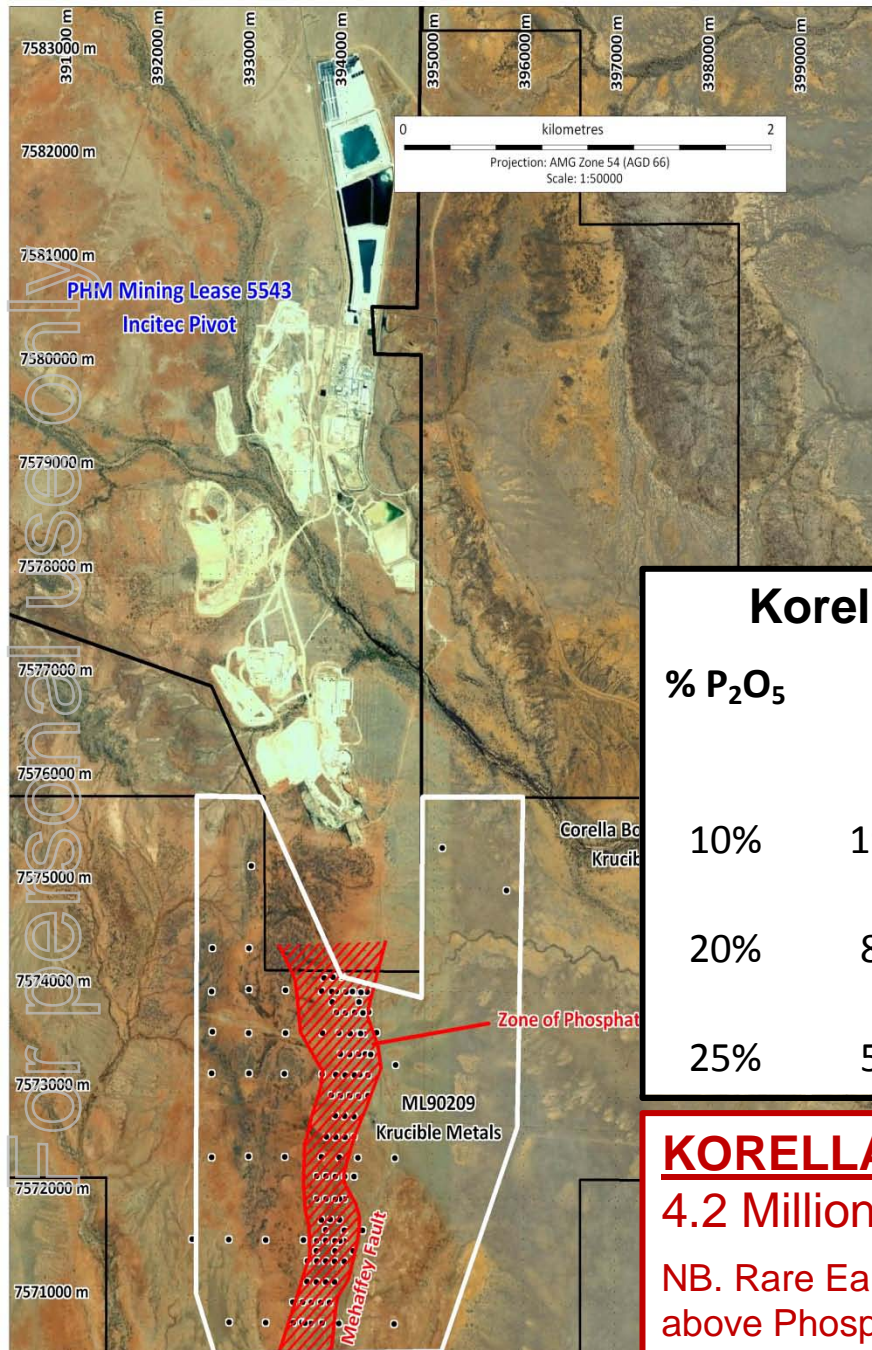 7583000 m
391000 m
392000 m
393000 m
394000 m
395000 m
396000 m
397000 m
398000 m
399000 m
0 kilometres 2
Projection: AMG Zone 54 (AGD 66)
Scale: 1:50000
7582000 m
7581000 m
PHM Mining Lease 5543
Incitec Pivot
7580000 m
7579000 m
7578000 m
7577000 m
7576000 m
7575000 m
7574000 m
7573000 m
7572000 m
7571000 m
For personal use only
Corella Bo
Krucib
Zone of Phosphat
ML90209
Krucible Metals
Mehaffey Fault
Korel
% P₂O₅
10% 1
20% 8
25% 5
KORELLA
4.2 Million
NB. Rare Ea
above Phosp